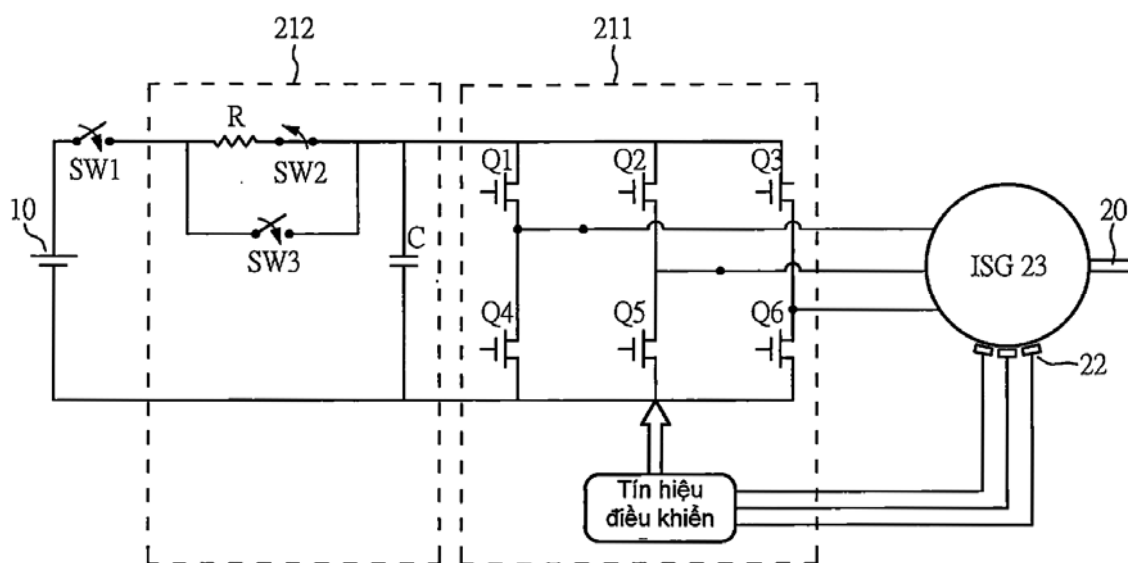 212
211
R
SW1
SW2
Q1
Q2
Q3
10
SW3
C
20
ISG 23
Q4
Q5
Q6
22
Tín hiệu
điều khiển